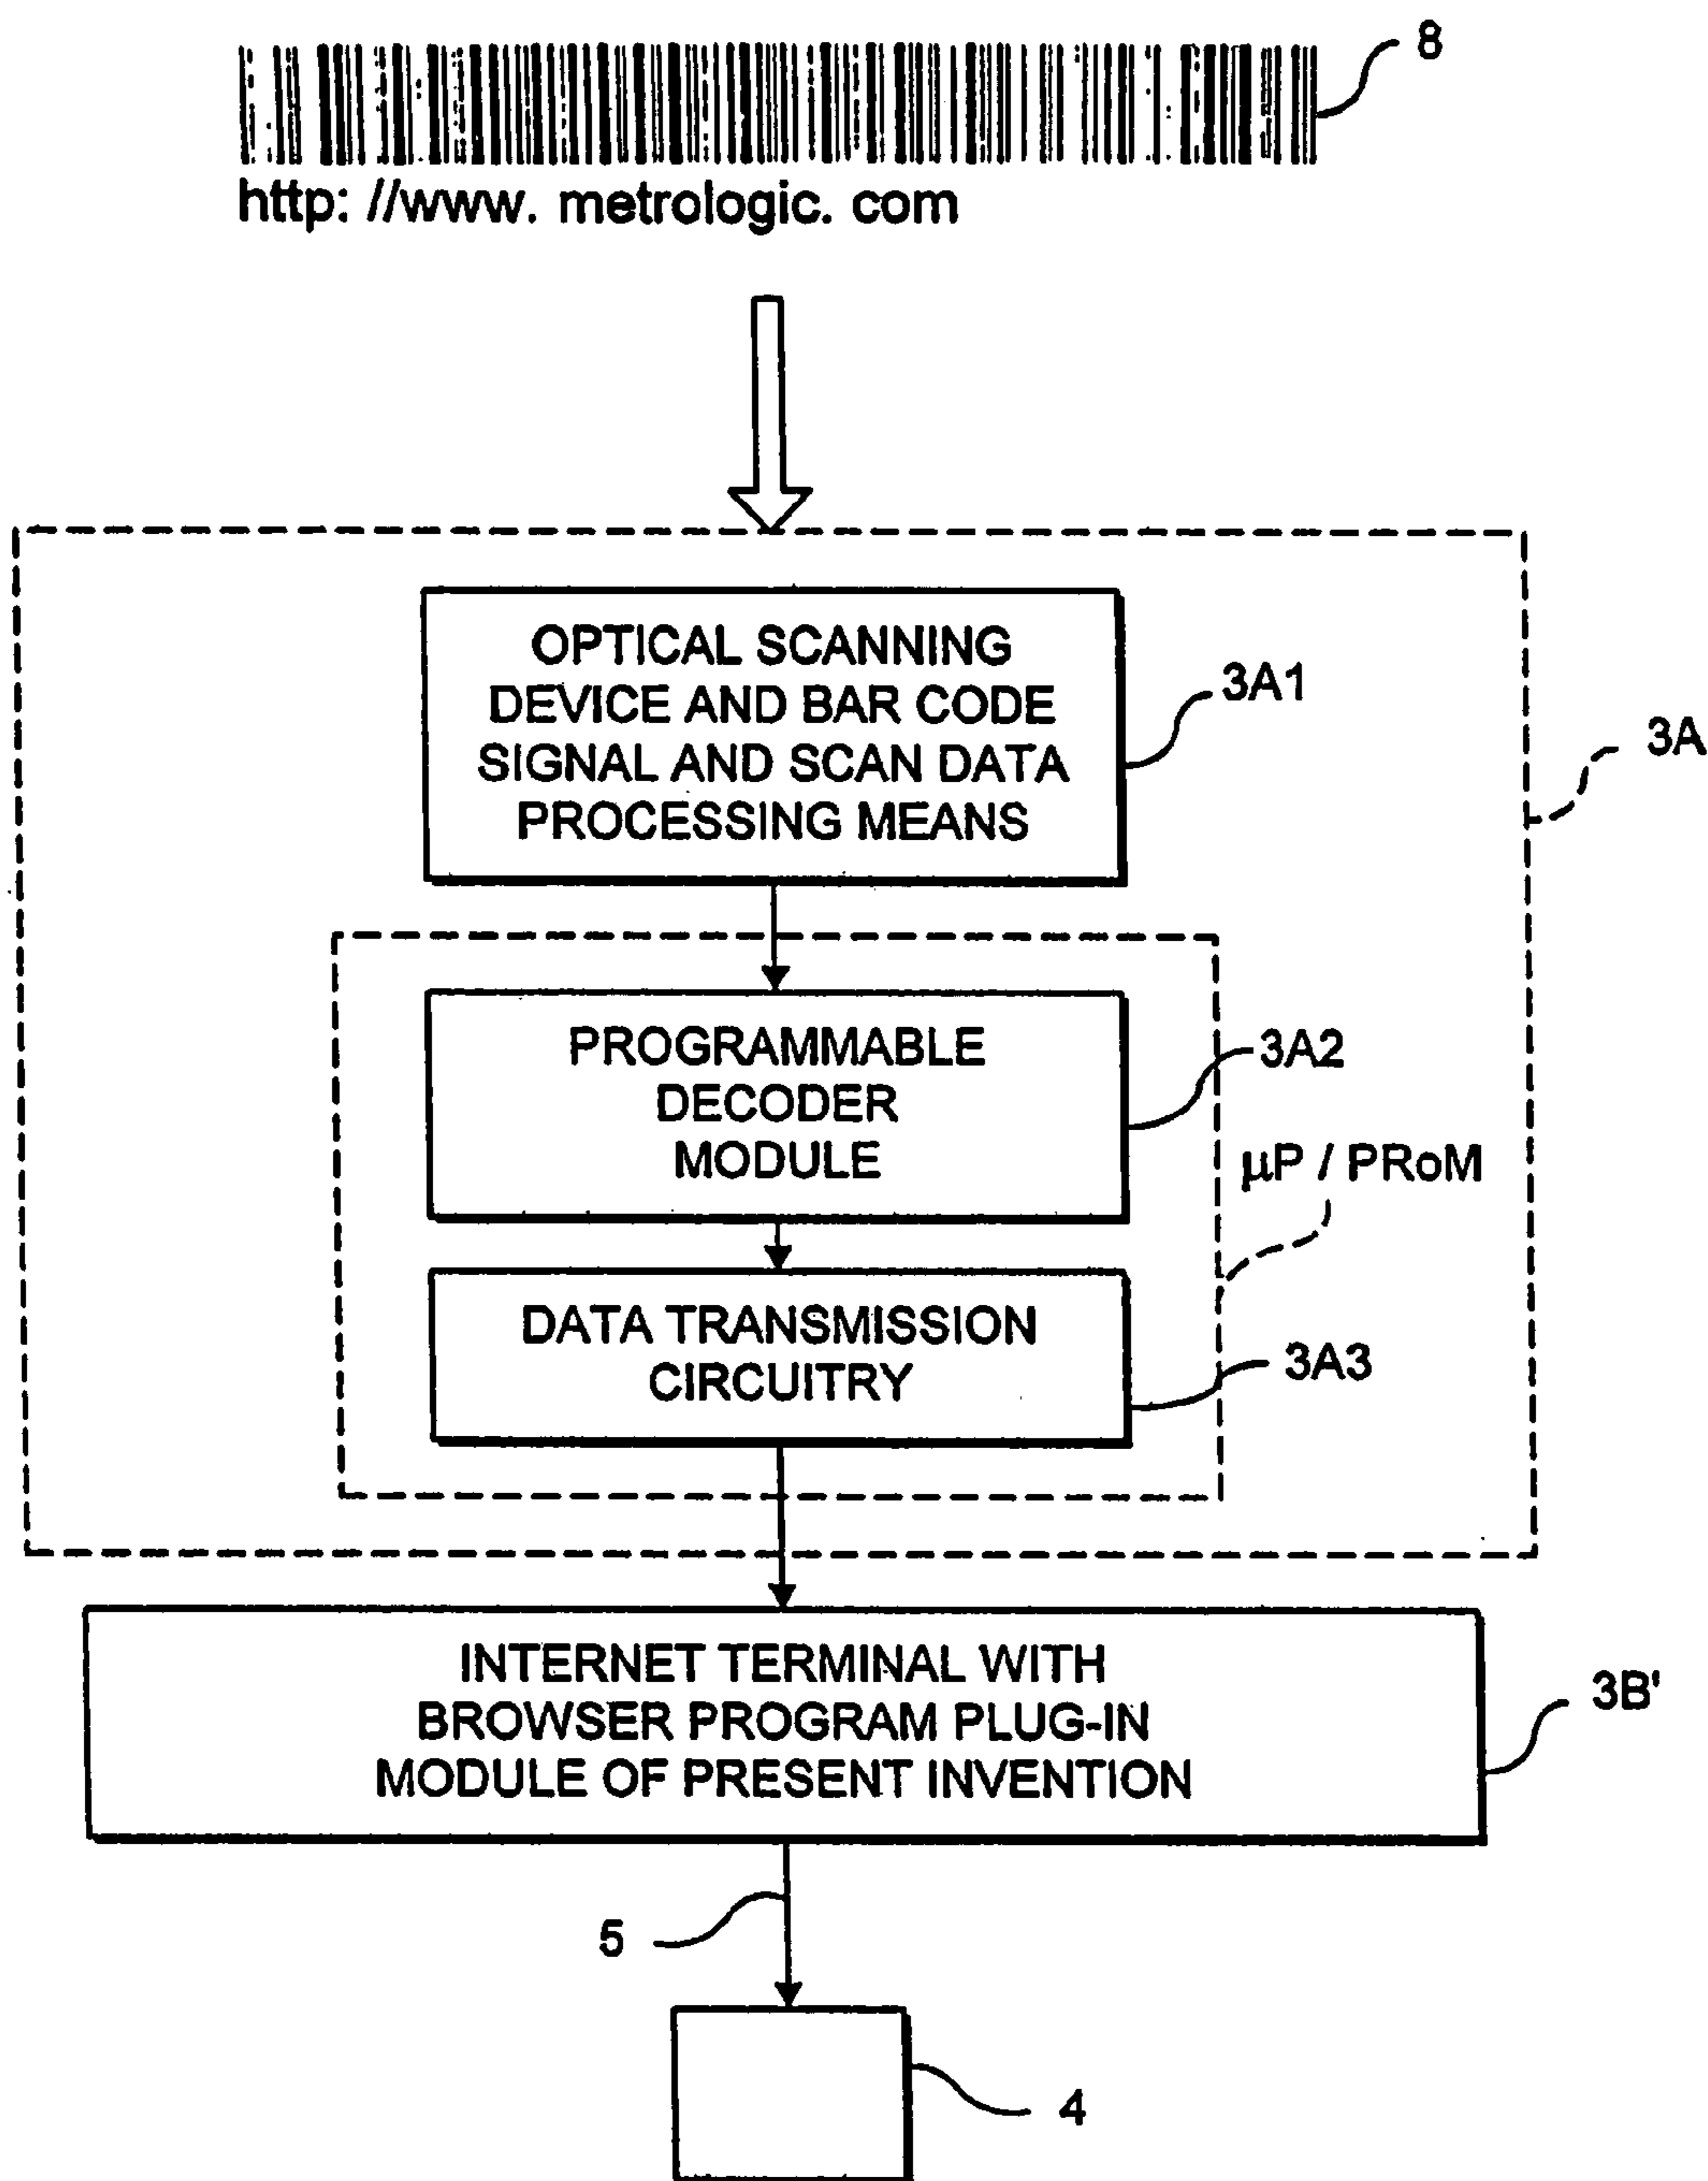 8
http: //www. metrologic. com
OPTICAL SCANNING
DEVICE AND BAR CODE
SIGNAL AND SCAN DATA
PROCESSING MEANS
3A1
3A
PROGRAMMABLE
DECODER
MODULE
3A2
µP / PRoM
DATA TRANSMISSION
CIRCUITRY
3A3
INTERNET TERMINAL WITH
BROWSER PROGRAM PLUG-IN
MODULE OF PRESENT INVENTION
3B'
5
4